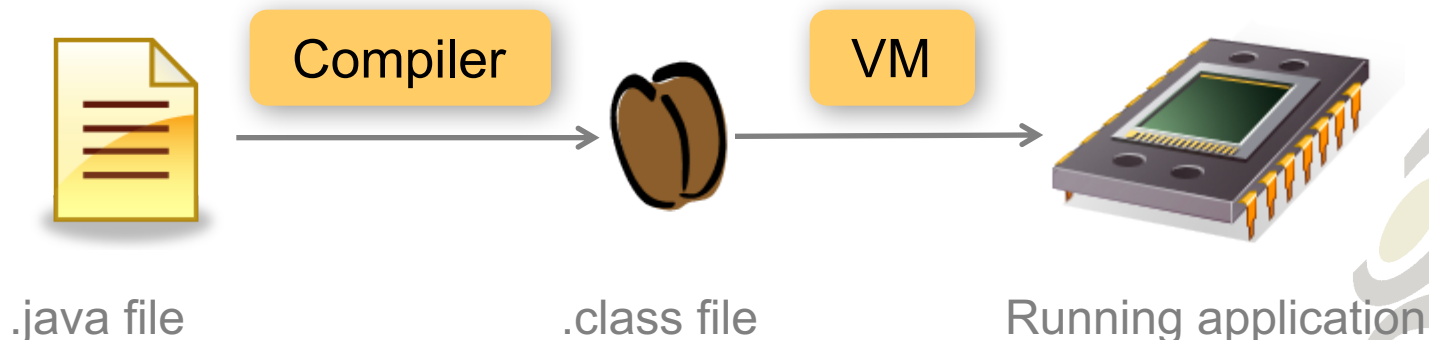 Compiler
VM
.java file
.class file
Running application